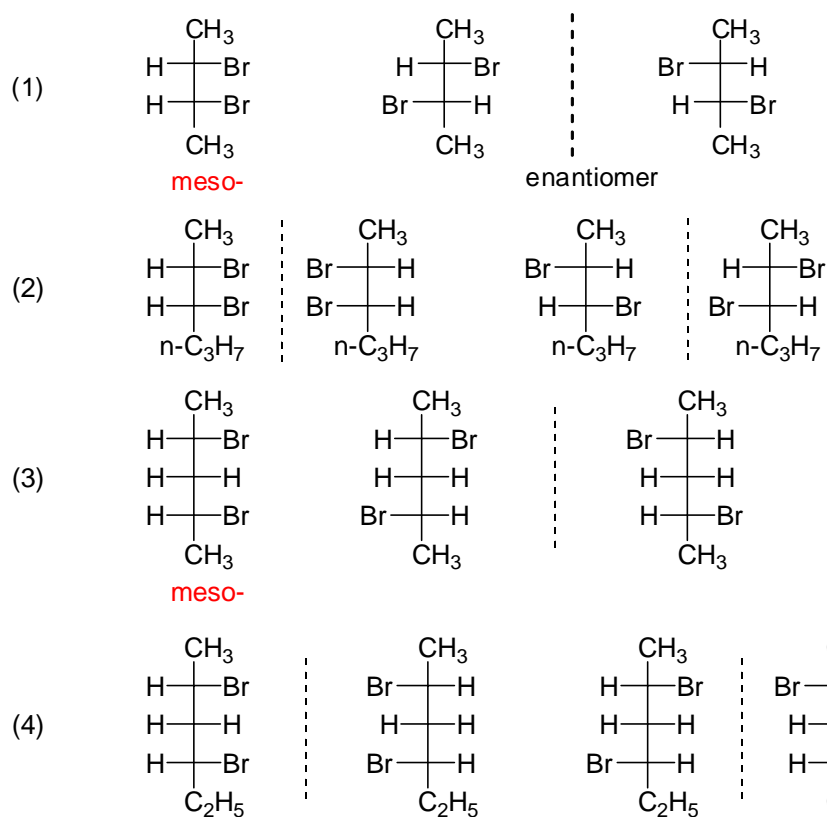 CH3 CH3 CH3
(1) H Br H Br Br H
H Br Br H H Br
CH3 CH3 CH3
meso- enantiomer
CH3 CH3 CH3 CH3
(2) H Br Br H Br H H Br
H Br Br H H Br Br H
n-C3H7 n-C3H7 n-C3H7 n-C3H7
CH3 CH3 CH3
H Br H Br Br H
(3) H H H H H H
H Br Br H H Br
CH3 CH3 CH3
meso-
CH3 CH3 CH3
H Br Br H H Br Br
(4) H H H H H H H
H Br Br H Br H H
C2H5 C2H5 C2H5